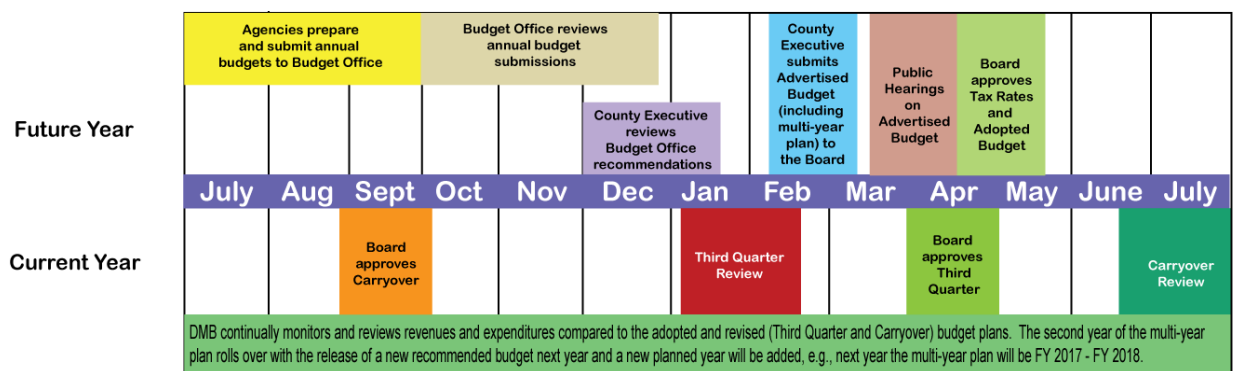 Agencies prepare
and submit annual
budgets to Budget Office
Budget Office reviews
annual budget
submissions
County
Executive
submits
Advertised
Budget
(including
multi-year
plan) to
the Board
Public
Hearings
on
Advertised
Budget
Board
approves
Tax Rates
and
Adopted
Budget
Future Year
County Executive
reviews
Budget Office
recommendations
July
Aug
Sept
Oct
Nov
Dec
Jan
Feb
Mar
Apr
May
June
July
Current Year
Board
approves
Carryover
Third Quarter
Review
Board
approves
Third
Quarter
Carryover
Review
DMB continually monitors and reviews revenues and expenditures compared to the adopted and revised (Third Quarter and Carryover) budget plans. The second year of the multi-year
plan rolls over with the release of a new recommended budget next year and a new planned year will be added, e.g., next year the multi-year plan will be FY 2017 - FY 2018.